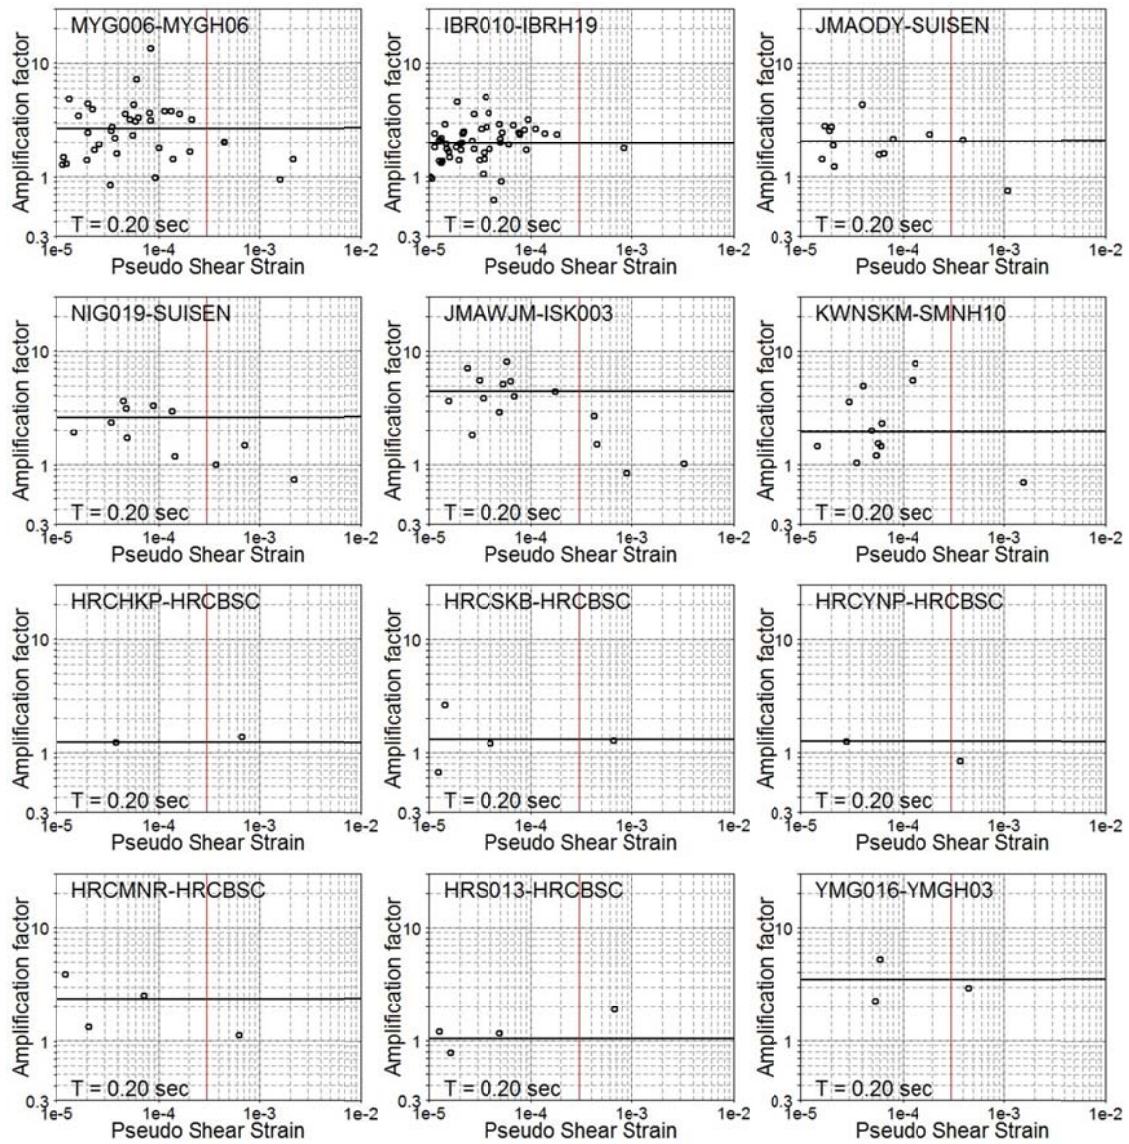 MYG006-MYGH06
Amplification factor
10
1
0.3
T = 0.20 sec
1e-5 1e-4 1e-3 1e-2
Pseudo Shear Strain
IBR010-IBRH19
Amplification factor
10
1
0.3
T = 0.20 sec
1e-5 1e-4 1e-3 1e-2
Pseudo Shear Strain
JMAODY-SUISEN
Amplification factor
10
1
0.3
T = 0.20 sec
1e-5 1e-4 1e-3 1e-2
Pseudo Shear Strain
NIG019-SUISEN
Amplification factor
10
1
0.3
T = 0.20 sec
1e-5 1e-4 1e-3 1e-2
Pseudo Shear Strain
JMAWJM-ISK003
Amplification factor
10
1
0.3
T = 0.20 sec
1e-5 1e-4 1e-3 1e-2
Pseudo Shear Strain
KWNSKM-SMNH10
Amplification factor
10
1
0.3
T = 0.20 sec
1e-5 1e-4 1e-3 1e-2
Pseudo Shear Strain
HRCHKP-HRCBSC
Amplification factor
10
1
0.3
T = 0.20 sec
1e-5 1e-4 1e-3 1e-2
Pseudo Shear Strain
HRCSKB-HRCBSC
Amplification factor
10
1
0.3
T = 0.20 sec
1e-5 1e-4 1e-3 1e-2
Pseudo Shear Strain
HRCYNP-HRCBSC
Amplification factor
10
1
0.3
T = 0.20 sec
1e-5 1e-4 1e-3 1e-2
Pseudo Shear Strain
HRCMNR-HRCBSC
Amplification factor
10
1
0.3
T = 0.20 sec
1e-5 1e-4 1e-3 1e-2
Pseudo Shear Strain
HRS013-HRCBSC
Amplification factor
10
1
0.3
T = 0.20 sec
1e-5 1e-4 1e-3 1e-2
Pseudo Shear Strain
YMG016-YMGH03
Amplification factor
10
1
0.3
T = 0.20 sec
1e-5 1e-4 1e-3 1e-2
Pseudo Shear Strain